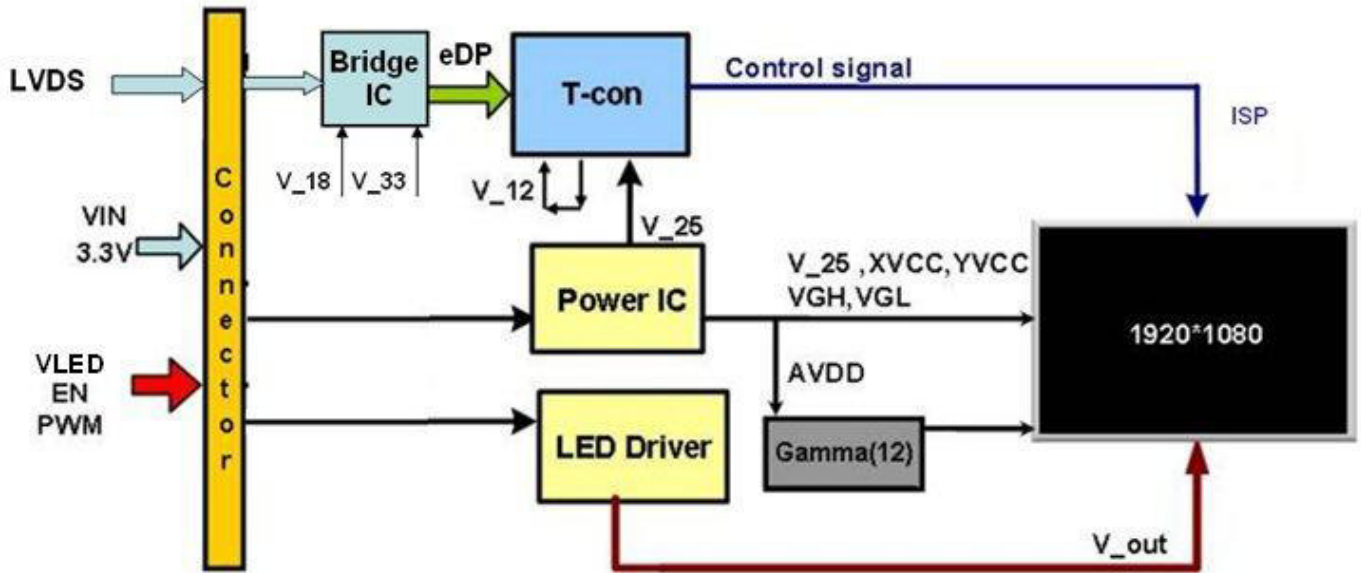 LVDS
Connector
Bridge
IC
eDP
T-con
Control signal
ISP
V_18
V_33
V_12
V_25
VIN
3.3V
Power IC
V_25 ,XVCC,YVCC
VGH,VGL
1920*1080
AVDD
VLED
EN
PWM
LED Driver
Gamma(12)
V_out